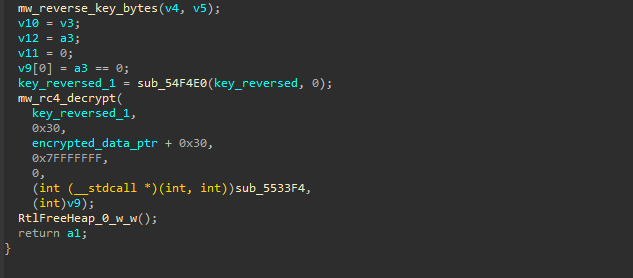 mw_reverse_key_bytes(v4, v5);
v10 = v3;
v12 = a3;
v11 = 0;
v9[0] = a3 == 0;
key_reversed_1 = sub_54F4E0(key_reversed, 0);
mw_rc4_decrypt(
key_reversed_1,
0x30,
encrypted_data_ptr + 0x30,
0x7FFFFFFF,
0,
(int (__stdcall *)(int, int))sub_5533F4,
(int)v9);
RtlFreeHeap_0_w_w();
return a1;
}